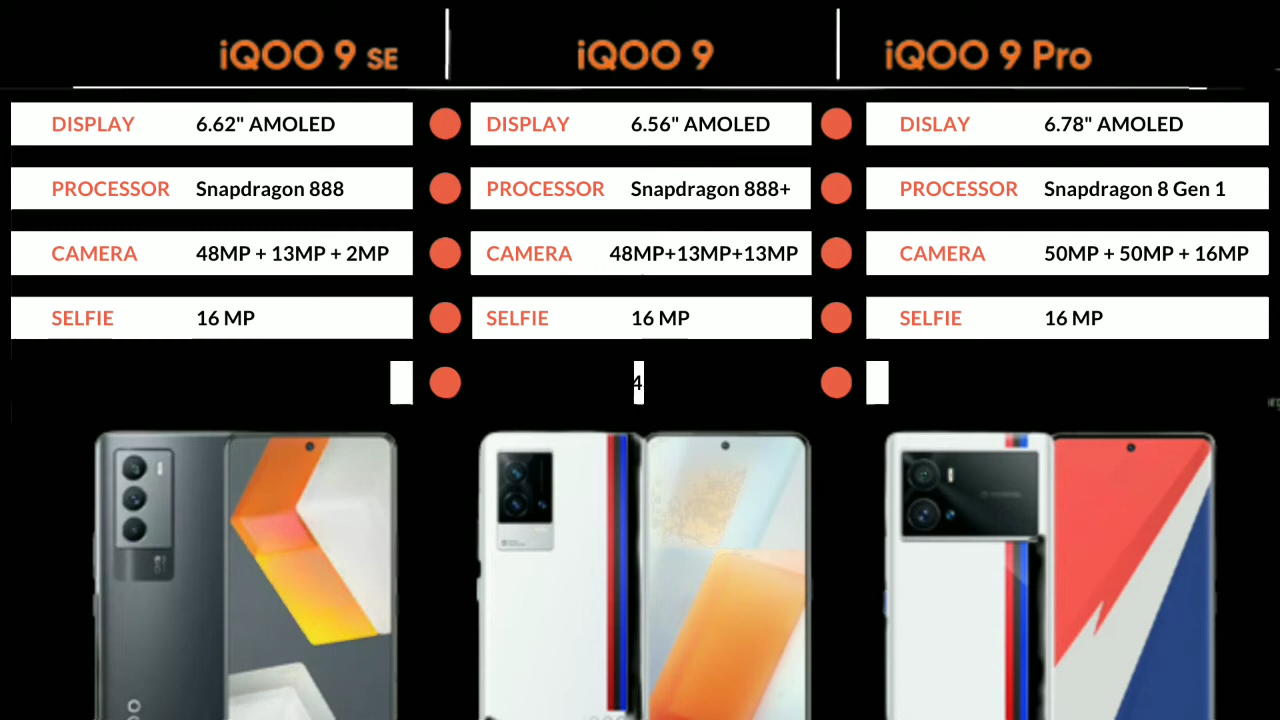 iQOO 9 SE
iQOO 9
iQOO 9 Pro
DISPLAY 6.62" AMOLED
DISPLAY 6.56" AMOLED
DISLAY 6.78" AMOLED
PROCESSOR Snapdragon 888
PROCESSOR Snapdragon 888+
PROCESSOR Snapdragon 8 Gen 1
CAMERA 48MP + 13MP + 2MP
CAMERA 48MP+13MP+13MP
CAMERA 50MP + 50MP + 16MP
SELFIE 16 MP
SELFIE 16 MP
SELFIE 16 MP
4